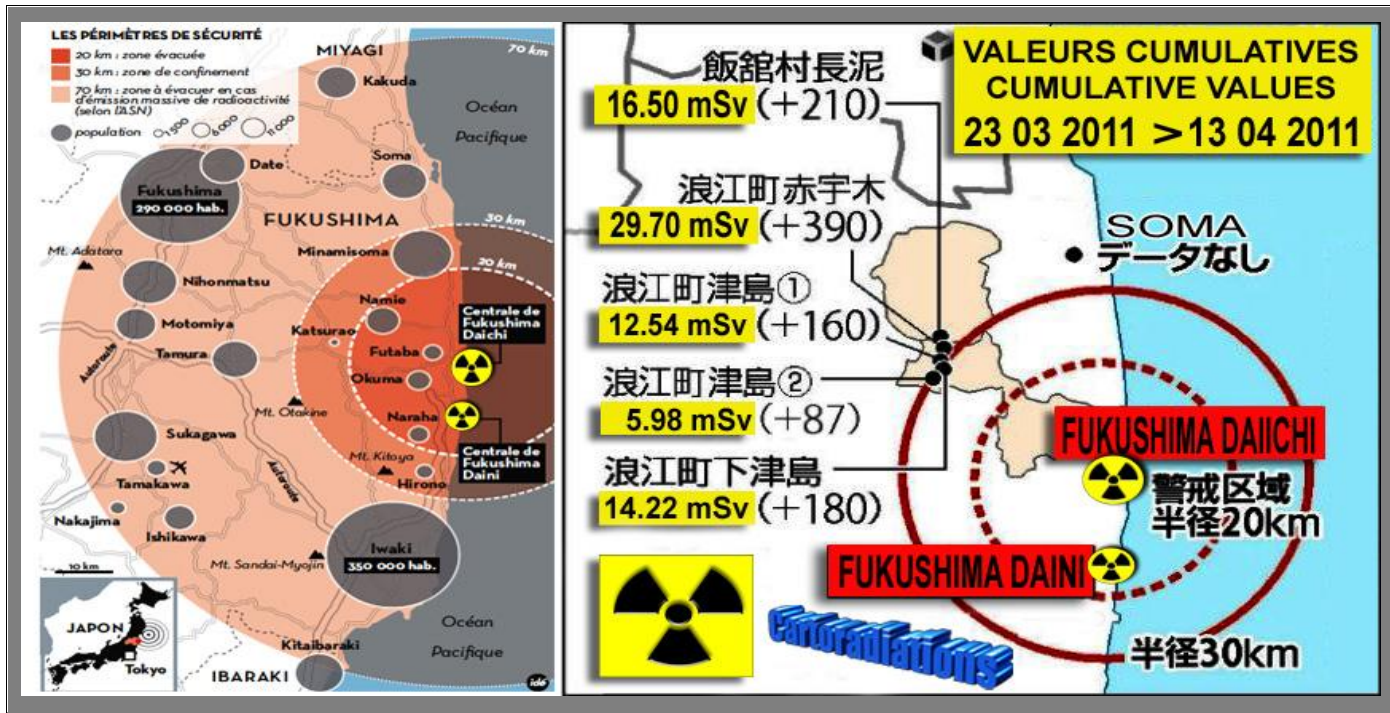 LES PÉRIMÈTRES DE SÉCURITÉ
20 km : zone évacuée
30 km : zone de confinement
70 km : zone à évacuer en cas
d'émission massive de radioactivité
(selon l'ASN)
population
1 500
6 000
11 000
MIYAGI
70 km
Kakuda
Océan
Pacifique
Date
Soma
Fukushima
290 000 hab.
FUKUSHIMA
30 km
Mt. Adatara
Minamisoma
20 km
Nihonmatsu
Namie
Centrale de
Fukushima
Daichi
Motomiya
Katsurao
Futaba
Autoroute
Tamura
Okuma
Mt. Otakine
Naraha
Sukagawa
Centrale de
Fukushima
Daini
Mt. Kitoya
Hirono
Tamakawa
Autoroute
Nakajima
Ishikawa
Iwaki
350 000 hab.
Mt. Sandai-Myojin
10 km
JAPON
Tokyo
Océan
Pacifique
Kitaibaraki
IBARAKI
idé
VALEURS CUMULATIVES
CUMULATIVE VALUES
23 03 2011 > 13 04 2011
飯舘村長泥
16.50 mSv (+210)
浪江町赤宇木
29.70 mSv (+390)
SOMA
データなし
浪江町津島①
12.54 mSv (+160)
浪江町津島②
5.98 mSv (+87)
浪江町下津島
14.22 mSv (+180)
FUKUSHIMA DAIICHI
警戒区域
半径20km
FUKUSHIMA DAINI
cartoradiations
半径30km